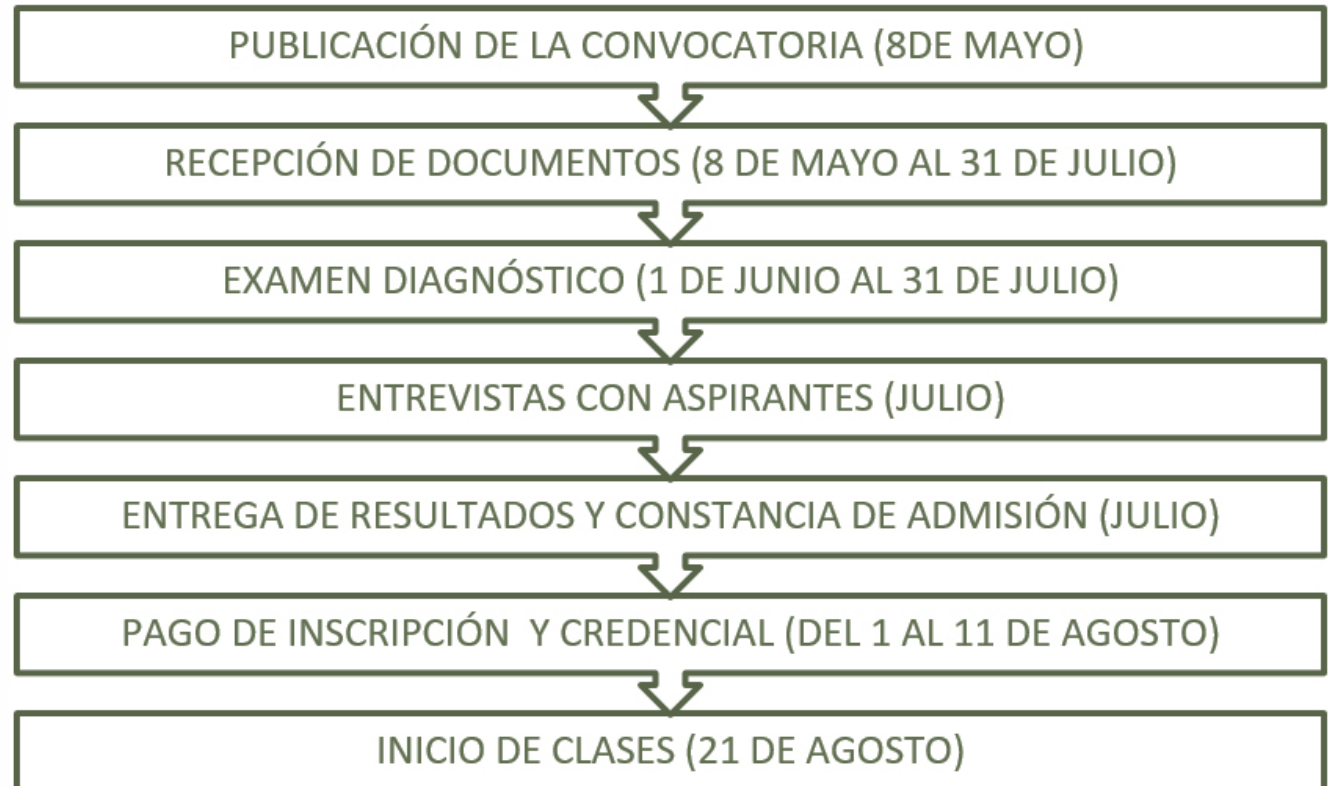 PUBLICACIÓN DE LA CONVOCATORIA (8DE MAYO)
RECEPCIÓN DE DOCUMENTOS (8 DE MAYO AL 31 DE JULIO)
EXAMEN DIAGNÓSTICO (1 DE JUNIO AL 31 DE JULIO)
ENTREVISTAS CON ASPIRANTES (JULIO)
ENTREGA DE RESULTADOS Y CONSTANCIA DE ADMISIÓN (JULIO)
PAGO DE INSCRIPCIÓN  Y CREDENCIAL (DEL 1 AL 11 DE AGOSTO)
INICIO DE CLASES (21 DE AGOSTO)